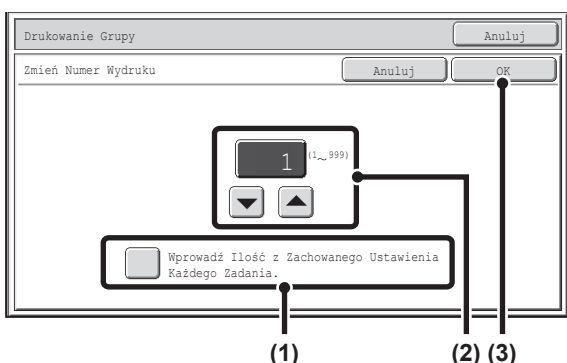 Drukowanie Grupy Anuluj
Zmień Numer Wydruku Anuluj OK
1 (1~999)
Wprowadź Ilość z Zachowanego Ustawienia
Każdego Zadania.
(1) (2) (3)